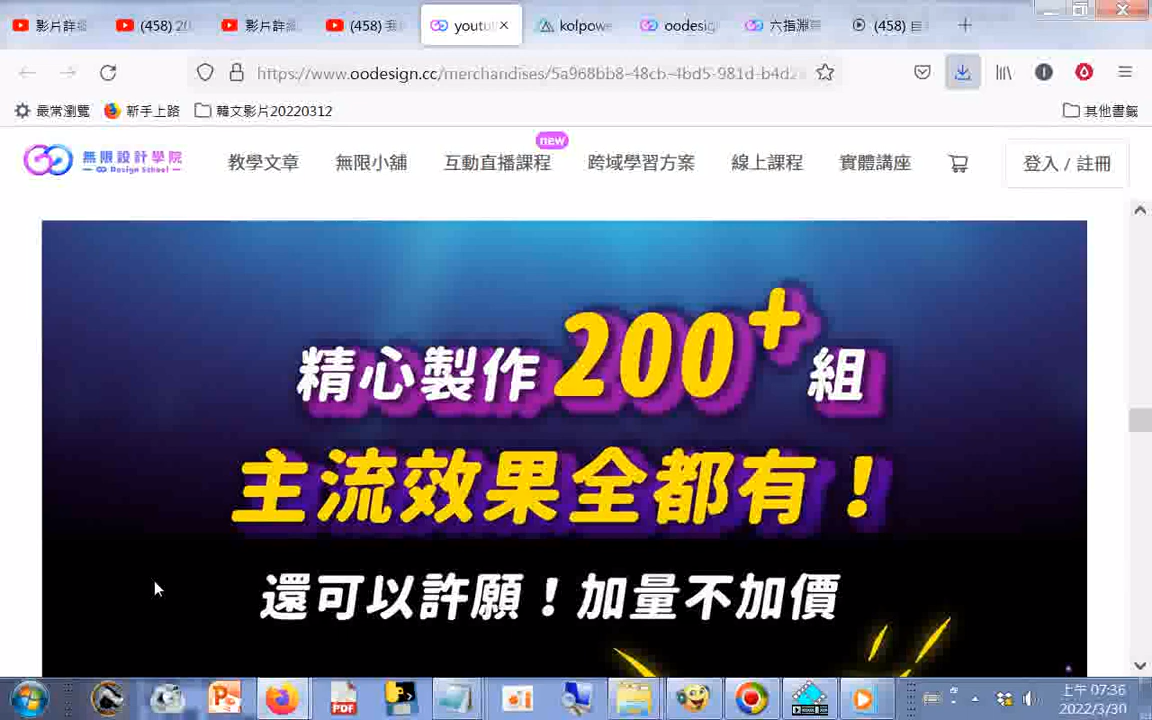 影片詳細
(458) 20
影片詳細
(458) 我
youtu
kolpowe
oodesig
六指淵
(458) 自
https://www.oodesign.cc/merchandises/5a968bb8-48cb-4bd5-981d-b4d2
最常瀏覽
新手上路
韓文影片20220312
其他書籤
無限設計學院
Design School
教學文章
無限小舖
互動直播課程
new
跨域學習方案
線上課程
實體講座
登入 / 註冊
精心製作200+組
主流效果全都有！
還可以許願！加量不加價
PDF
上午 07:36
2022/3/30